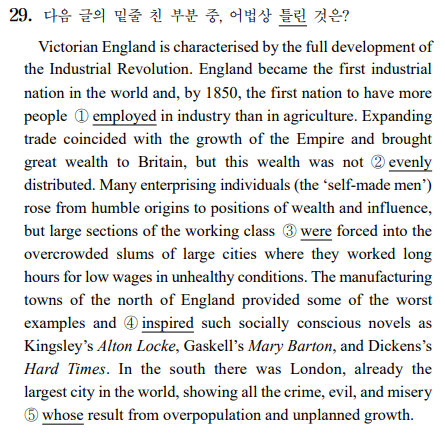 29. 다음 글의 밑줄 친 부분 중, 어법상 틀린 것은?
Victorian England is characterised by the full development of
the Industrial Revolution. England became the first industrial
nation in the world and, by 1850, the first nation to have more
people ① employed in industry than in agriculture. Expanding
trade coincided with the growth of the Empire and brought
great wealth to Britain, but this wealth was not ② evenly
distributed. Many enterprising individuals (the ‘self-made men’)
rose from humble origins to positions of wealth and influence,
but large sections of the working class ③ were forced into the
overcrowded slums of large cities where they worked long
hours for low wages in unhealthy conditions. The manufacturing
towns of the north of England provided some of the worst
examples and ④ inspired such socially conscious novels as
Kingsley’s Alton Locke, Gaskell’s Mary Barton, and Dickens’s
Hard Times. In the south there was London, already the
largest city in the world, showing all the crime, evil, and misery
⑤ whose result from overpopulation and unplanned growth.